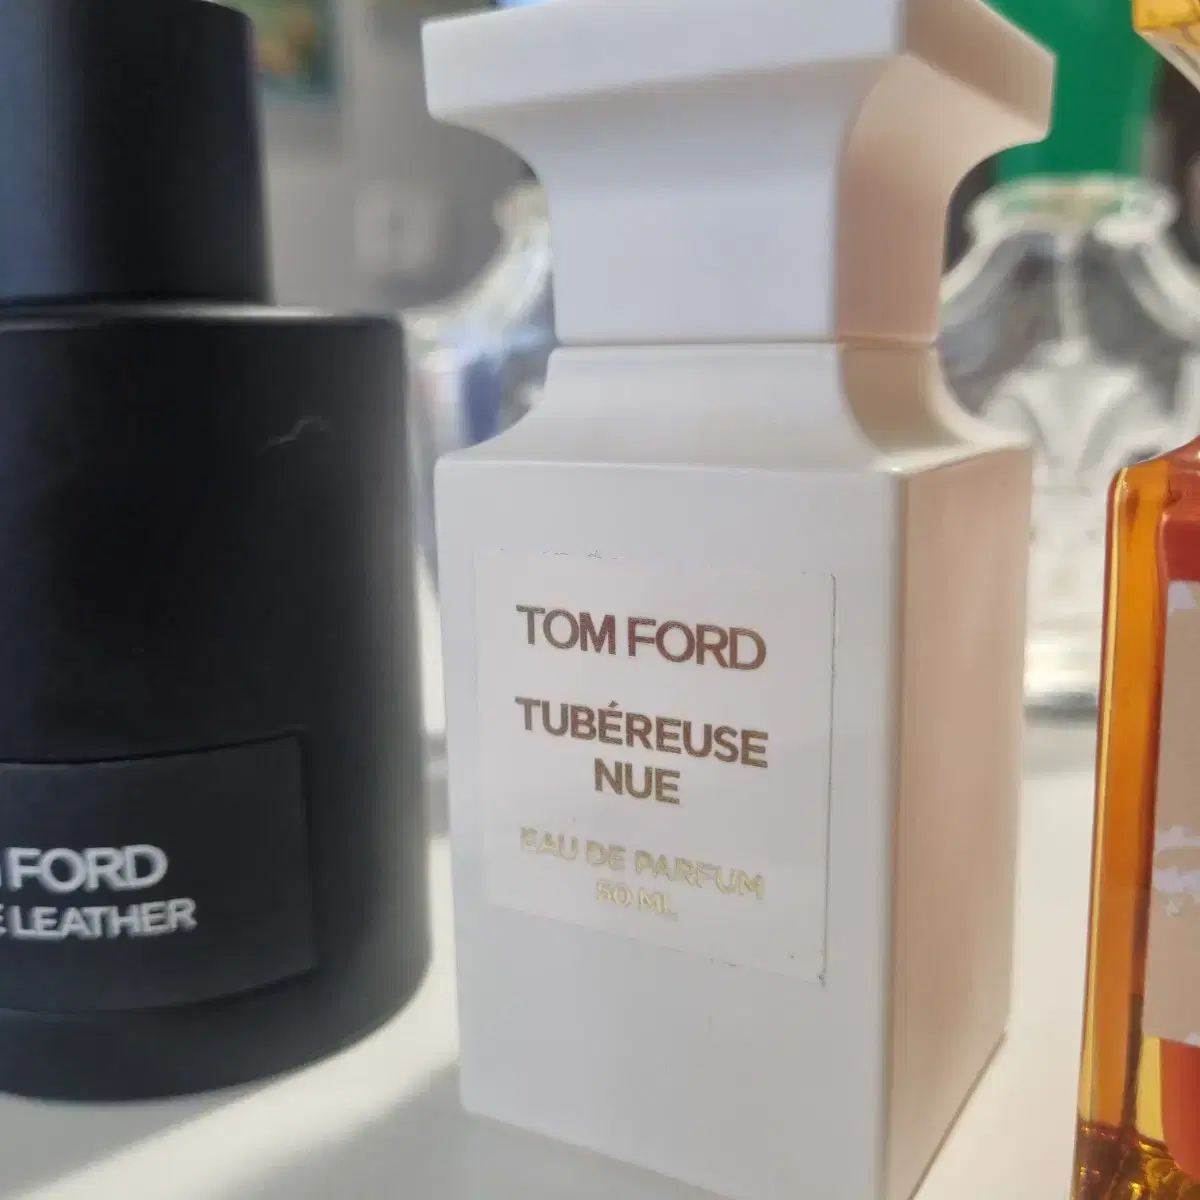 FORD
LEATHER
TOM FORD
TUBÉREUSE
NUE
EAU DE PARFUM
50 ML